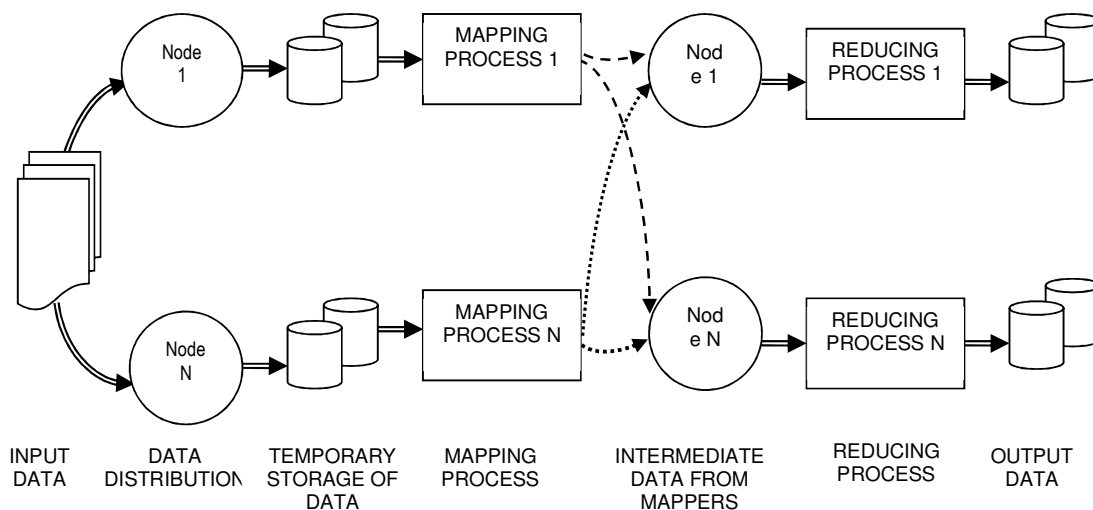 Node
1
MAPPING
PROCESS 1
Nod
e 1
REDUCING
PROCESS 1
Node
N
MAPPING
PROCESS N
Nod
e N
REDUCING
PROCESS N
INPUT
DATA
DATA
DISTRIBUTION
TEMPORARY
STORAGE OF
DATA
MAPPING
PROCESS
INTERMEDIATE
DATA FROM
MAPPERS
REDUCING
PROCESS
OUTPUT
DATA